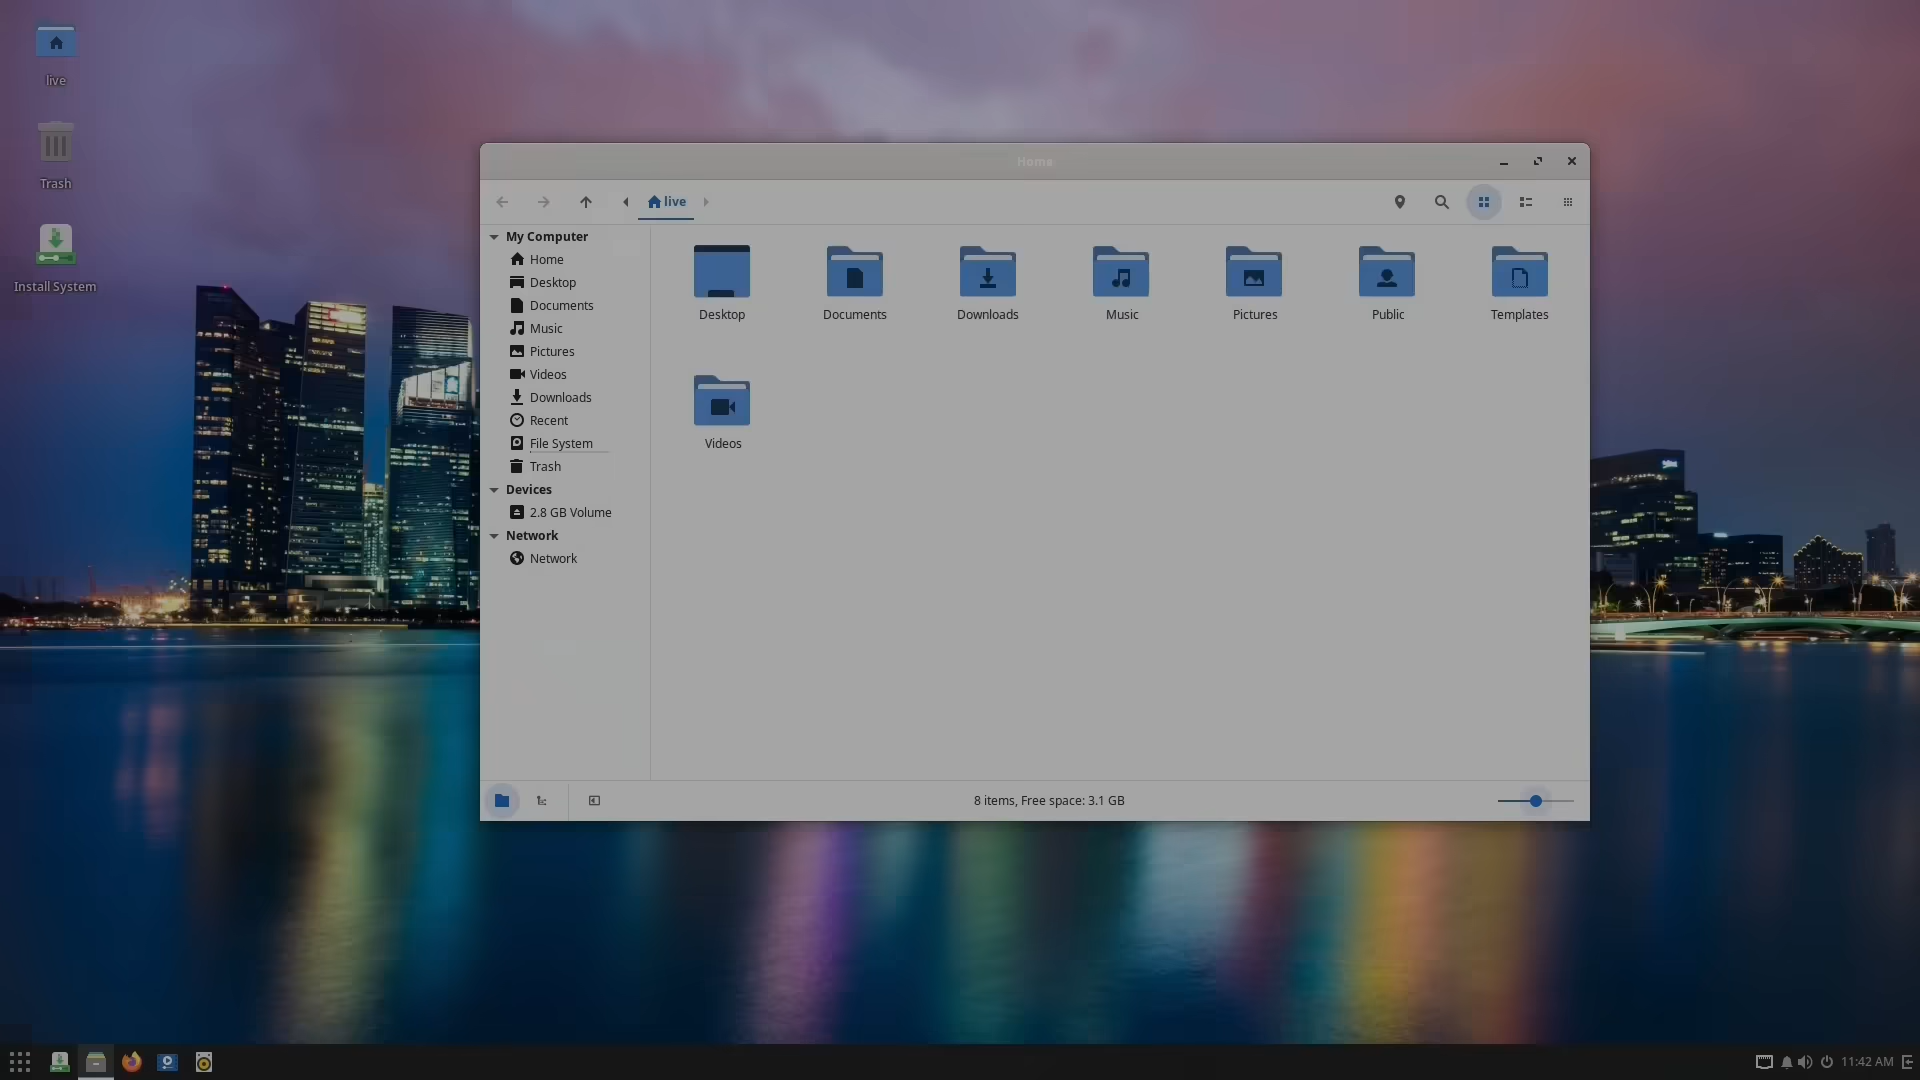 live
Trash
Install System
Home
live
My Computer
Home
Desktop
Documents
Music
Pictures
Videos
Downloads
Recent
File System
Trash
Devices
2.8 GB Volume
Network
Network
Desktop
Documents
Downloads
Music
Pictures
Public
Templates
Videos
8 items, Free space: 3.1 GB
11:42 AM